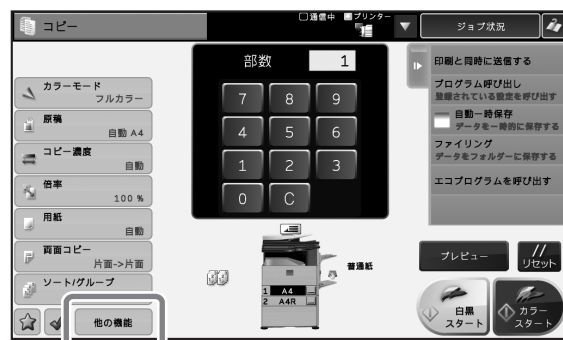 コピー
通信中 プリンター
ジョブ状況
カラーモード
フルカラー
原稿
自動 A4
コピー濃度
自動
倍率
100 %
用紙
自動
両面コピー
片面->片面
ソート/グループ
他の機能
部数 1
7 8 9
4 5 6
1 2 3
0 C
1 A4
2 A4R
普通紙
印刷と同時に送信する
プログラム呼び出し
登録されている設定を呼び出す
自動一時保存
データを一時的に保存する
ファイリング
データをフォルダーに保存する
エコプログラムを呼び出す
プレビュー
リセット
白黒
スタート
カラー
スタート